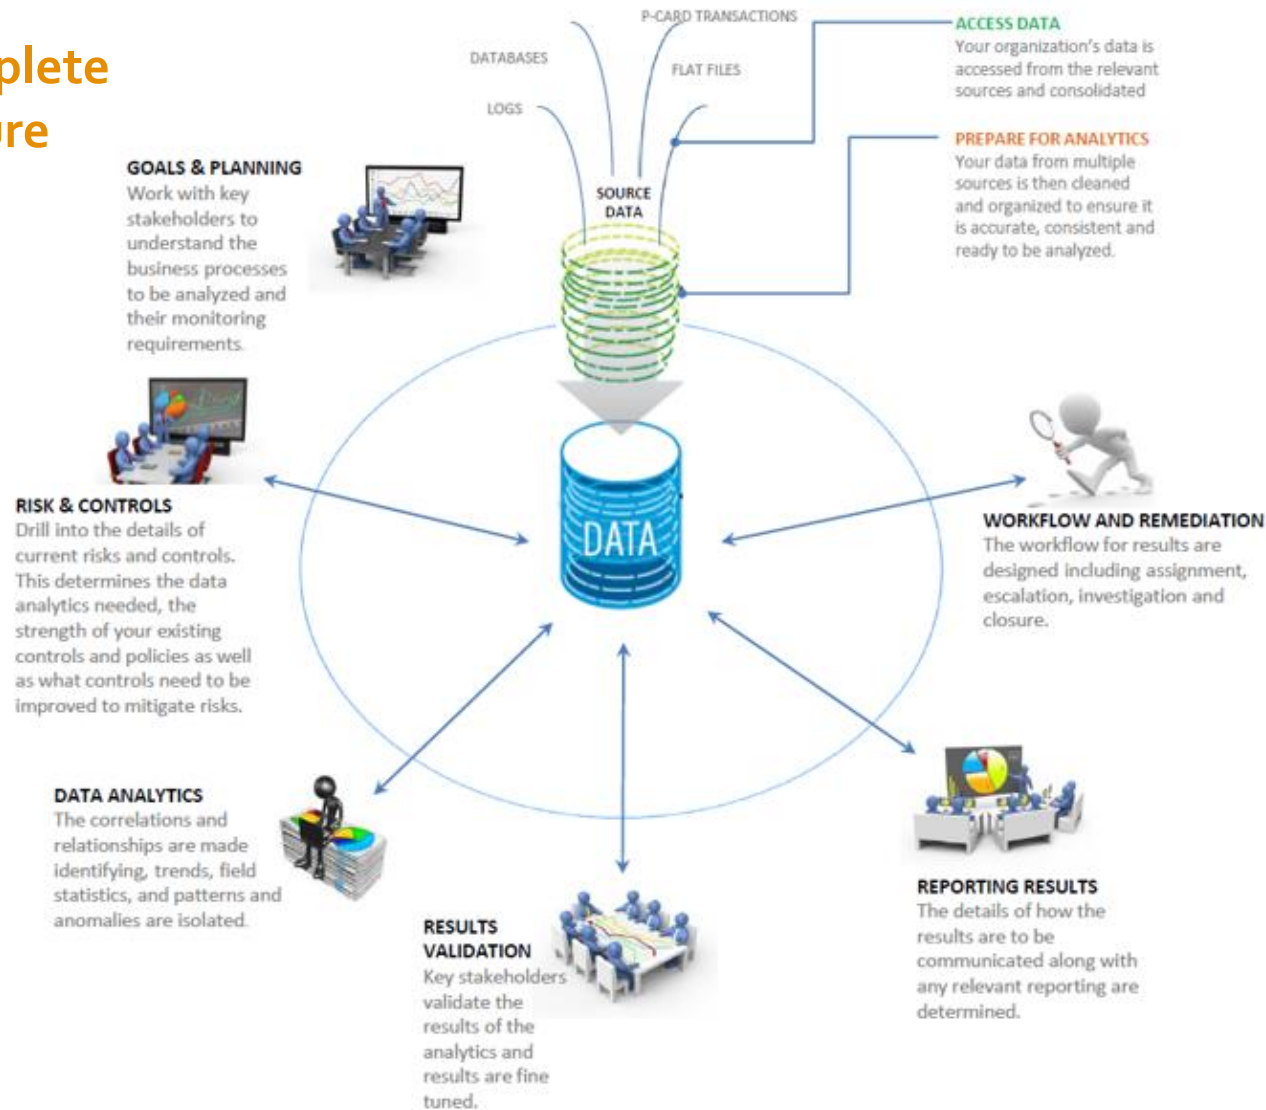 plete
ure
P-CARD TRANSACTIONS
DATABASES
FLAT FILES
LOGS
SOURCE
DATA
ACCESS DATA
Your organization's data is
accessed from the relevant
sources and consolidated
PREPARE FOR ANALYTICS
Your data from multiple
sources is then cleaned
and organized to ensure it
is accurate, consistent and
ready to be analyzed.
GOALS & PLANNING
Work with key
stakeholders to
understand the
business processes
to be analyzed and
their monitoring
requirements.
DATA
RISK & CONTROLS
Drill into the details of
current risks and controls.
This determines the data
analytics needed, the
strength of your existing
controls and policies as well
as what controls need to be
improved to mitigate risks.
WORKFLOW AND REMEDIATION
The workflow for results are
designed including assignment,
escalation, investigation and
closure.
DATA ANALYTICS
The correlations and
relationships are made
identifying, trends, field
statistics, and patterns and
anomalies are isolated.
RESULTS
VALIDATION
Key stakeholders
validate the
results of the
analytics and
results are fine
tuned.
REPORTING RESULTS
The details of how the
results are to be
communicated along with
any relevant reporting are
determined.